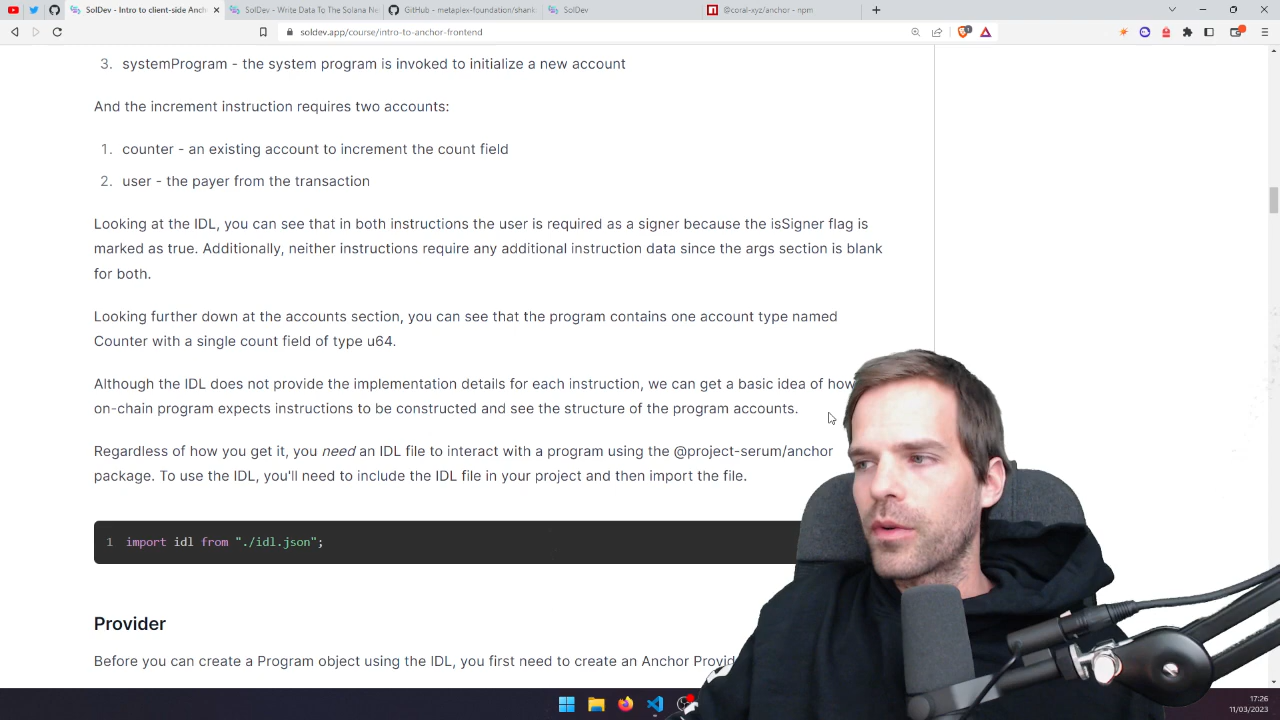 SolDev - Intro to client-side Anch
SolDev - Write Data To The Solana Ne
GitHub - metaplex-foundation/shank
SolDev
@coral-xyz/anchor - npm
soldev.app/course/intro-to-anchor-frontend
3. systemProgram - the system program is invoked to initialize a new account
And the increment instruction requires two accounts:
1. counter - an existing account to increment the count field
2. user - the payer from the transaction
Looking at the IDL, you can see that in both instructions the user is required as a signer because the isSigner flag is
marked as true. Additionally, neither instructions require any additional instruction data since the args section is blank
for both.
Looking further down at the accounts section, you can see that the program contains one account type named
Counter with a single count field of type u64.
Although the IDL does not provide the implementation details for each instruction, we can get a basic idea of how
on-chain program expects instructions to be constructed and see the structure of the program accounts.
Regardless of how you get it, you need an IDL file to interact with a program using the @project-serum/anchor
package. To use the IDL, you'll need to include the IDL file in your project and then import the file.
1 import idl from "./idl.json";
Provider
Before you can create a Program object using the IDL, you first need to create an Anchor Provid
17:26
11/03/2023